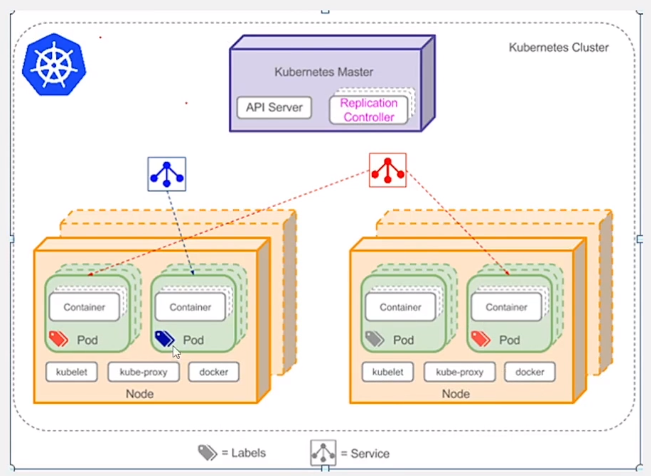 Kubernetes Cluster
Kubernetes Master
API Server
Replication
Controller
Container
Pod
Container
Pod
kubelet
kube-proxy
docker
Node
Container
Pod
Container
Pod
kubelet
kube-proxy
docker
Node
= Labels
= Service